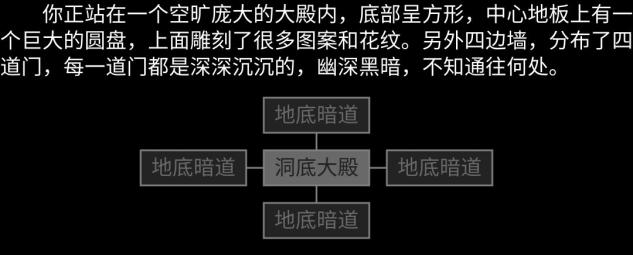 你正站在一个空旷庞大的大殿内，底部呈方形，中心地板上有一
个巨大的圆盘，上面雕刻了很多图案和花纹。另外四边墙，分布了四
道门，每一道门都是深深沉沉的，幽深黑暗，不知通往何处。
地底暗道
地底暗道 洞底大殿 地底暗道
地底暗道